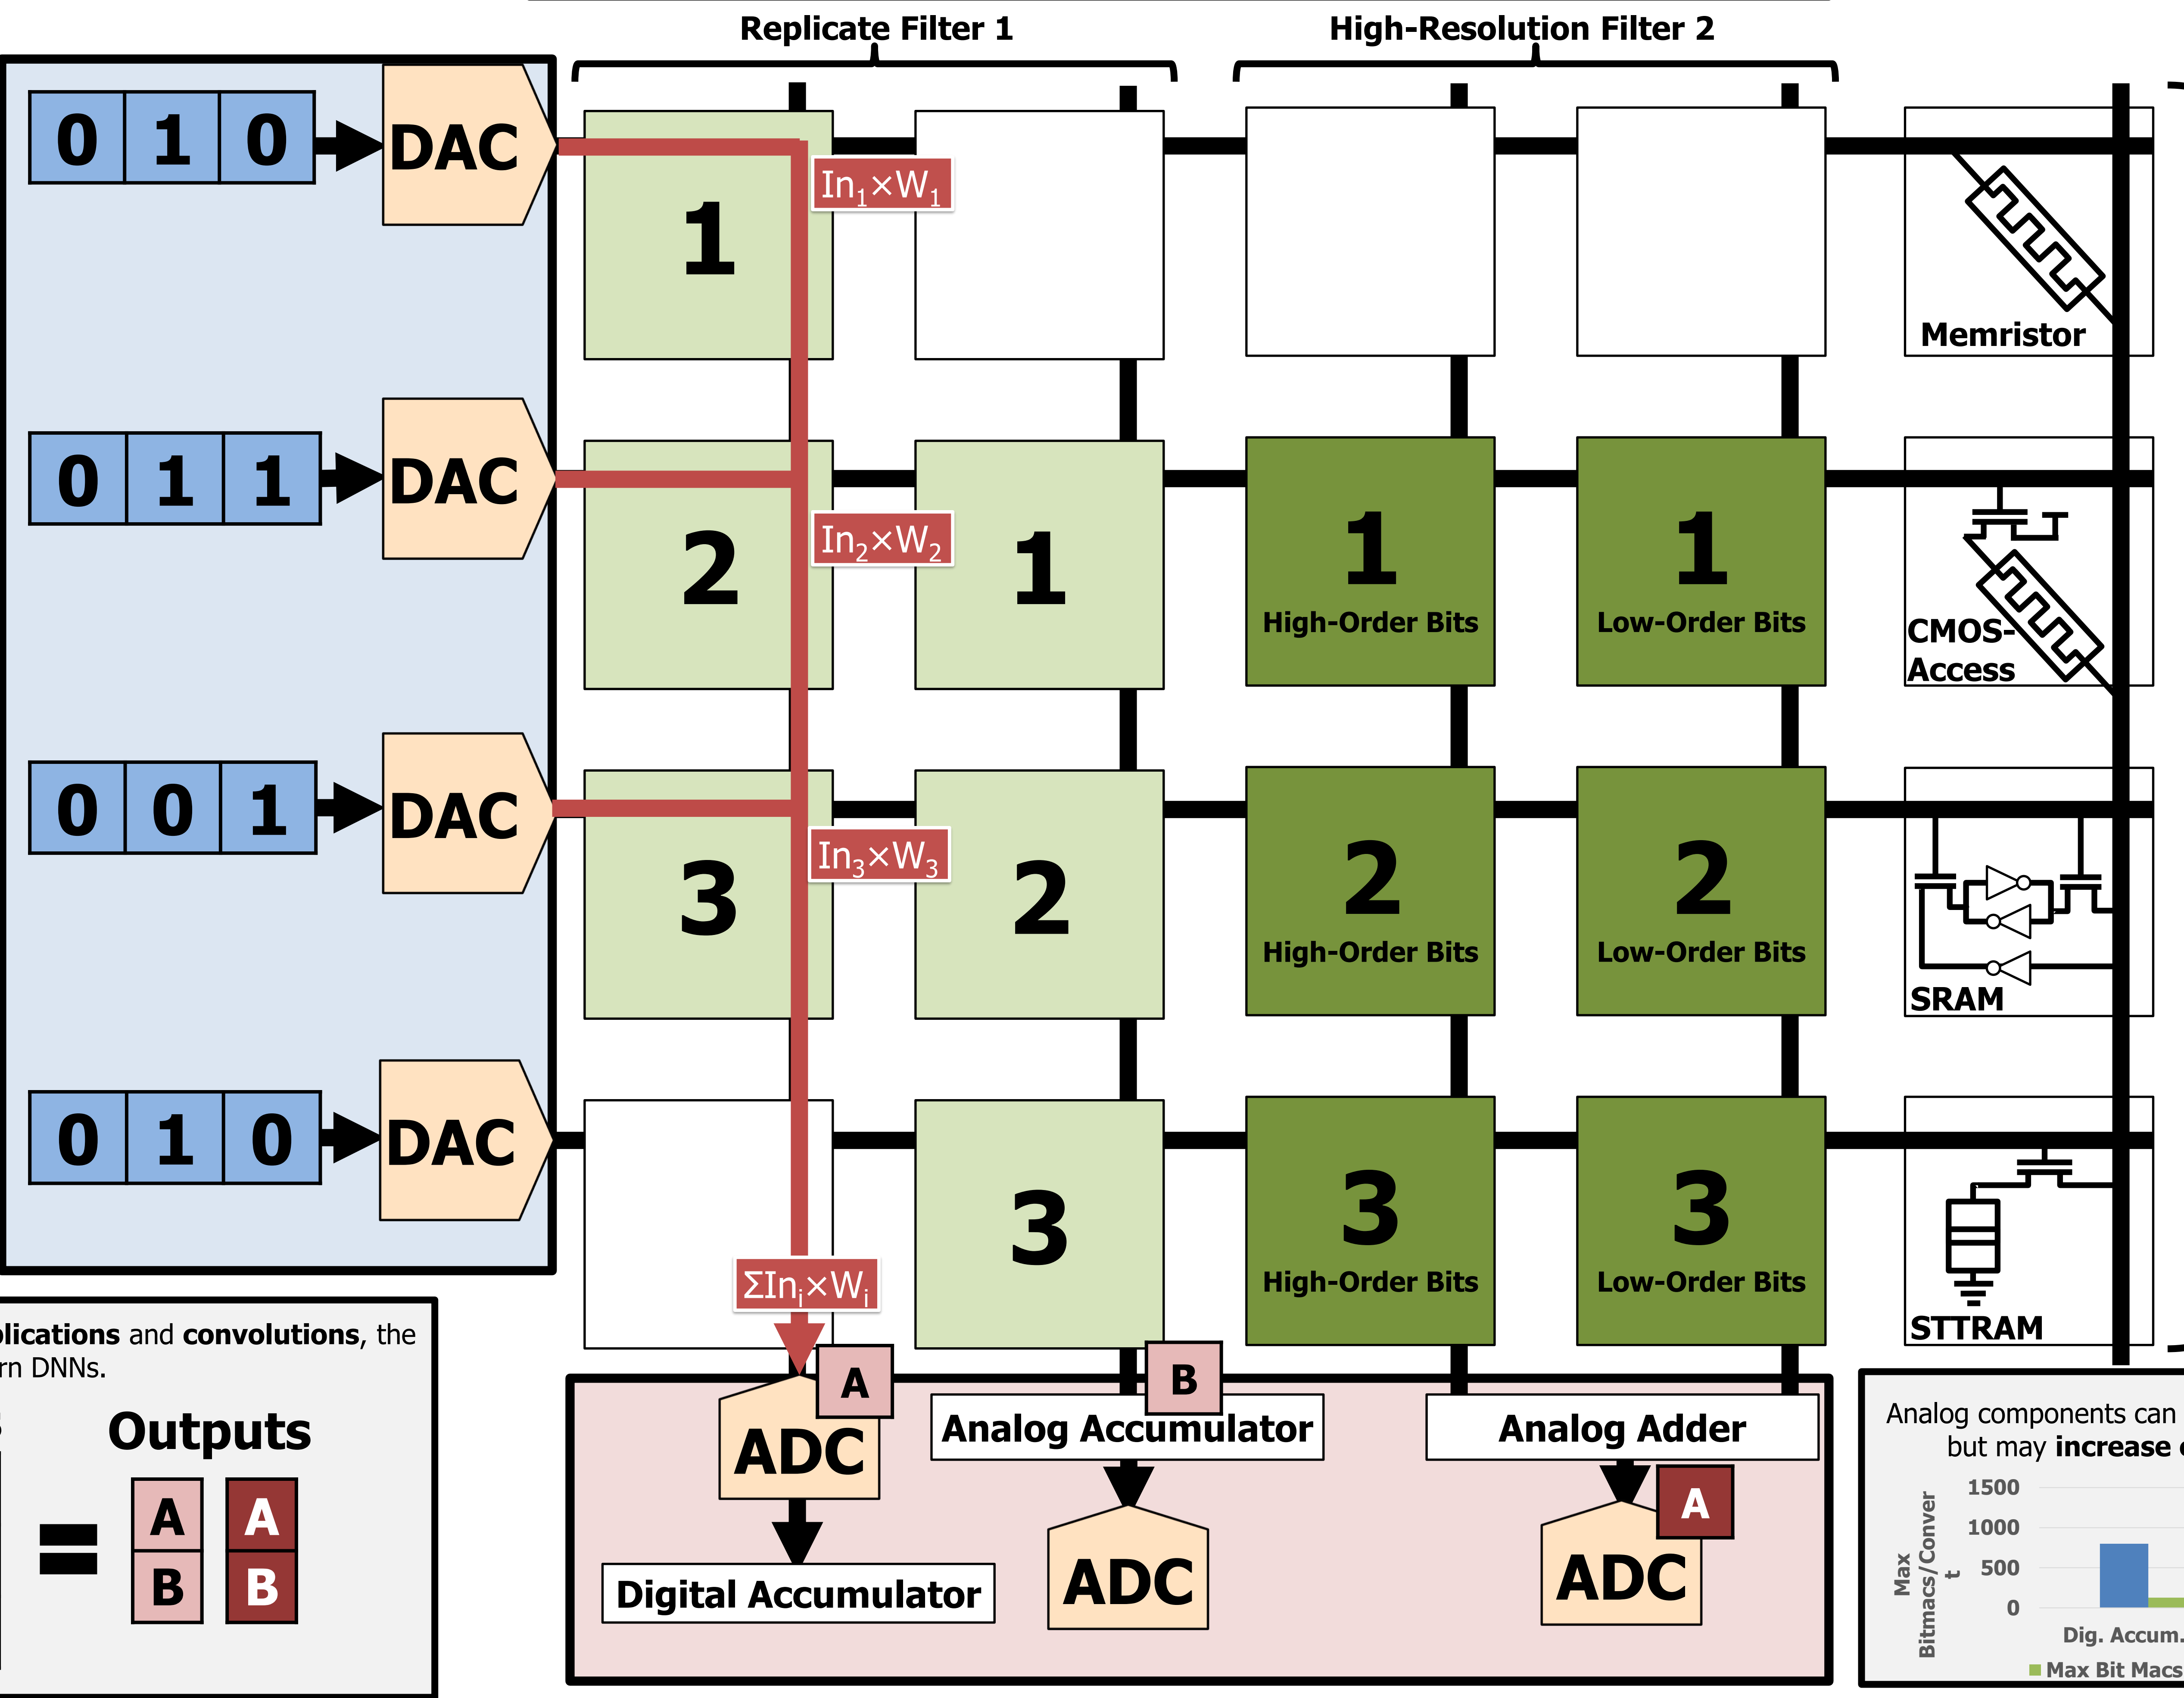 Replicate Filter 1
High-Resolution Filter 2
0 1 0
DAC
1
In₁×W₁
Memristor
0 1 1
DAC
2
In₂×W₂
1
1
High-Order Bits
1
Low-Order Bits
CMOS-
Access
0 0 1
DAC
3
In₃×W₃
2
2
High-Order Bits
2
Low-Order Bits
SRAM
0 1 0
DAC
3
3
High-Order Bits
3
Low-Order Bits
STTRAM
ΣInᵢ×Wᵢ
A
B
ADC
Analog Accumulator
Analog Adder
A
Digital Accumulator
ADC
ADC
plications and convolutions, the
rn DNNs.
Outputs
=
A A
B B
Analog components can
but may increase
Max
Bitmacs/Conver
t
1500
1000
500
0
Dig. Accum.
Max Bit Macs